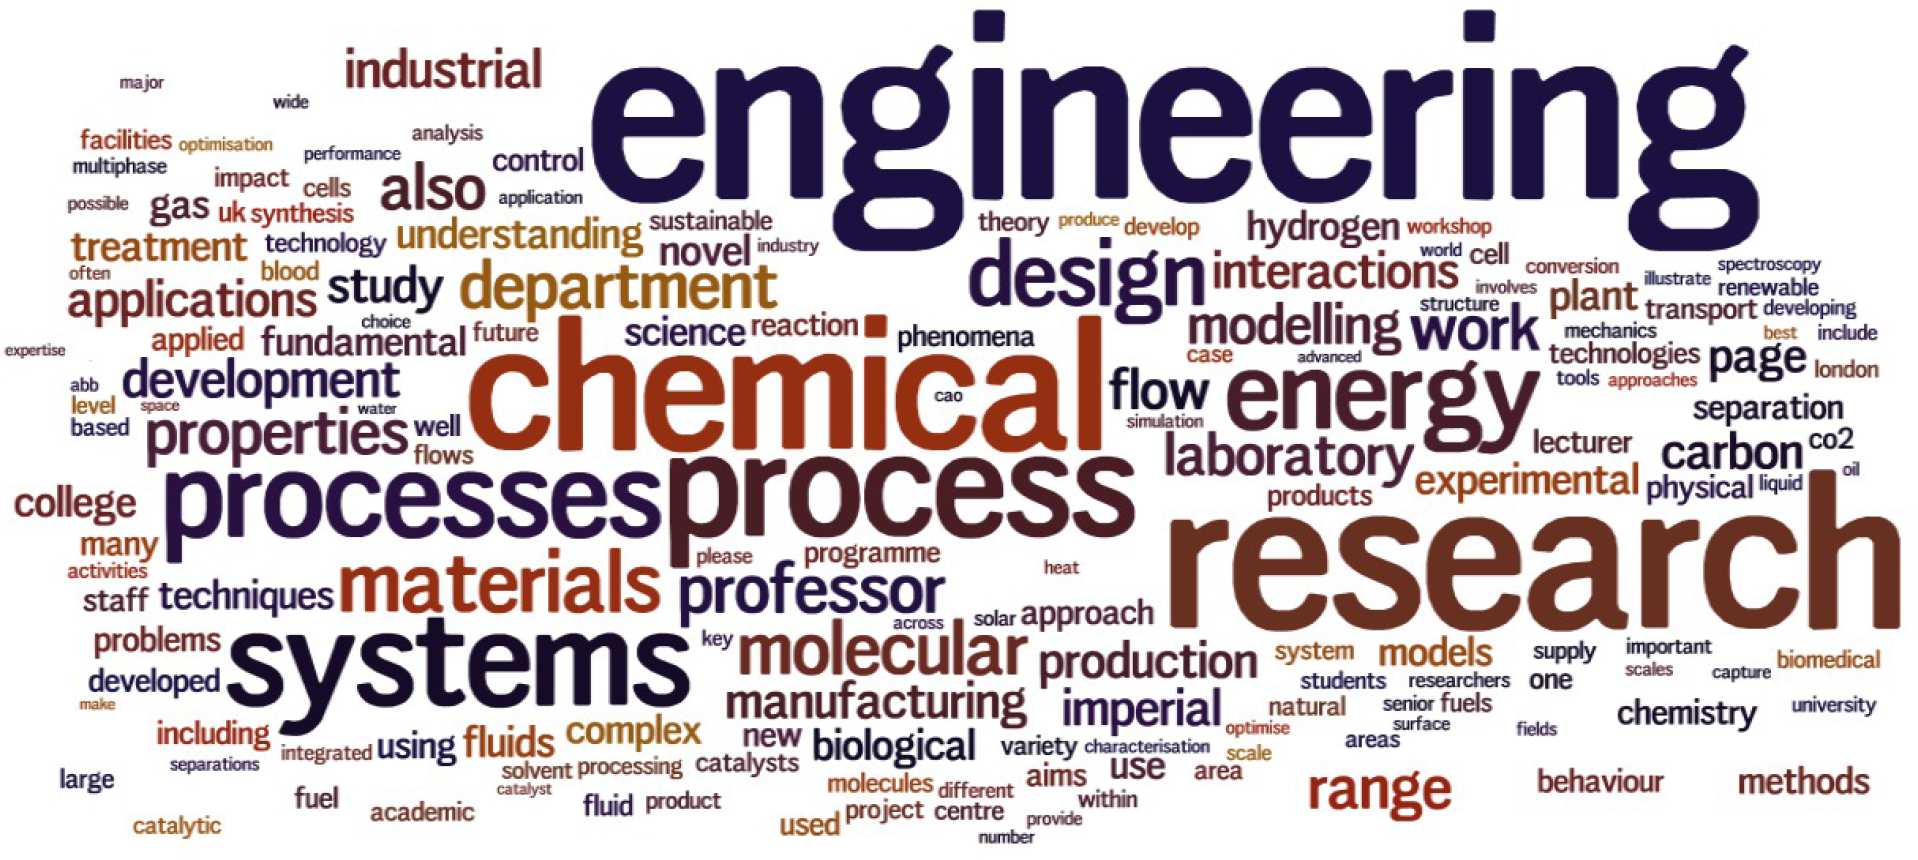 engineering
industrial
major
wide
facilities optimisation
analysis
performance
control
multiphase
impact
cells
also
application
possible
gas
uk synthesis
sustainable
theory
produce
develop
hydrogen
workshop
treatment
technology
understanding
novel
industry
world
cell
often
blood
study
department
design
interactions
conversion
illustrate
spectroscopy
renewable
applications
involves
structure
plant
transport
developing
choice
applied
fundamental
future
science
reaction
phenomena
modelling
work
mechanics
best
include
expertise
case
advanced
technologies
page
london
abb
development
chemical
cao
flow
energy
tools
approaches
level
space
water
simulation
separation
based
properties
well
flows
laboratory
lecturer
carbon
co2
oil
college
processes
process
products
experimental
physical
liquid
many
please
programme
research
activities
heat
staff
techniques
materials
professor
across
solar
approach
problems
systems
key
molecular
production
system
models
supply
important
biomedical
developed
students
researchers
one
scales
capture
make
manufacturing
imperial
natural
senior
fuels
chemistry
university
including
integrated
using
fluids
complex
new
biological
variety
characterisation
optimise
surface
fields
separations
solvent
processing
catalysts
scale
areas
large
catalyst
molecules
different
aims
use
area
range
behaviour
methods
fuel
academic
fluid
product
project
centre
within
catalytic
used
provide
number